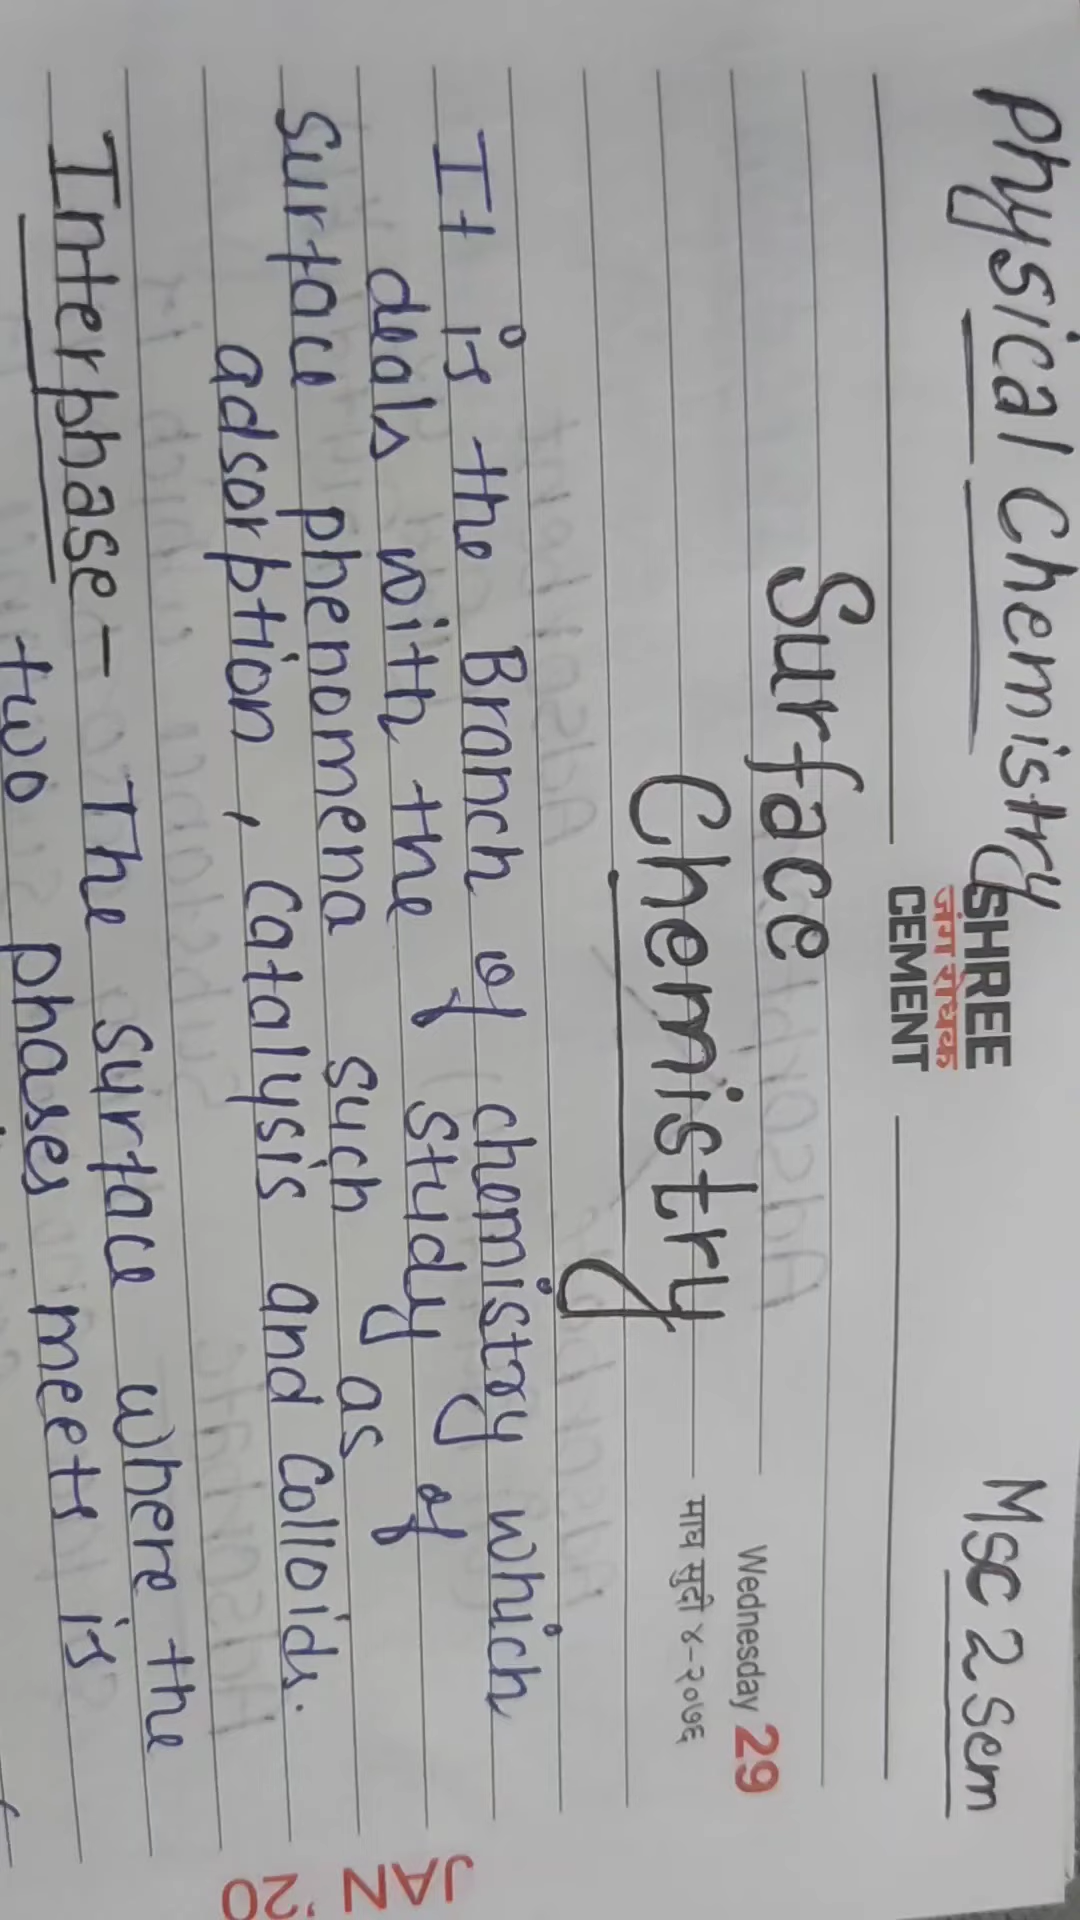 Physical Chemistry
Msc 2 Sem
SHREE
जंग रोधक
CEMENT
Wednesday 29
माघ सुदी ४-२०७६
Surface
Chemistry
It is the Branch of chemistry which
deals with the study of
surface phenomena such as
adsorption, catalysis and colloids.
Interphase - The surface where the
two phases meets is
JAN '20